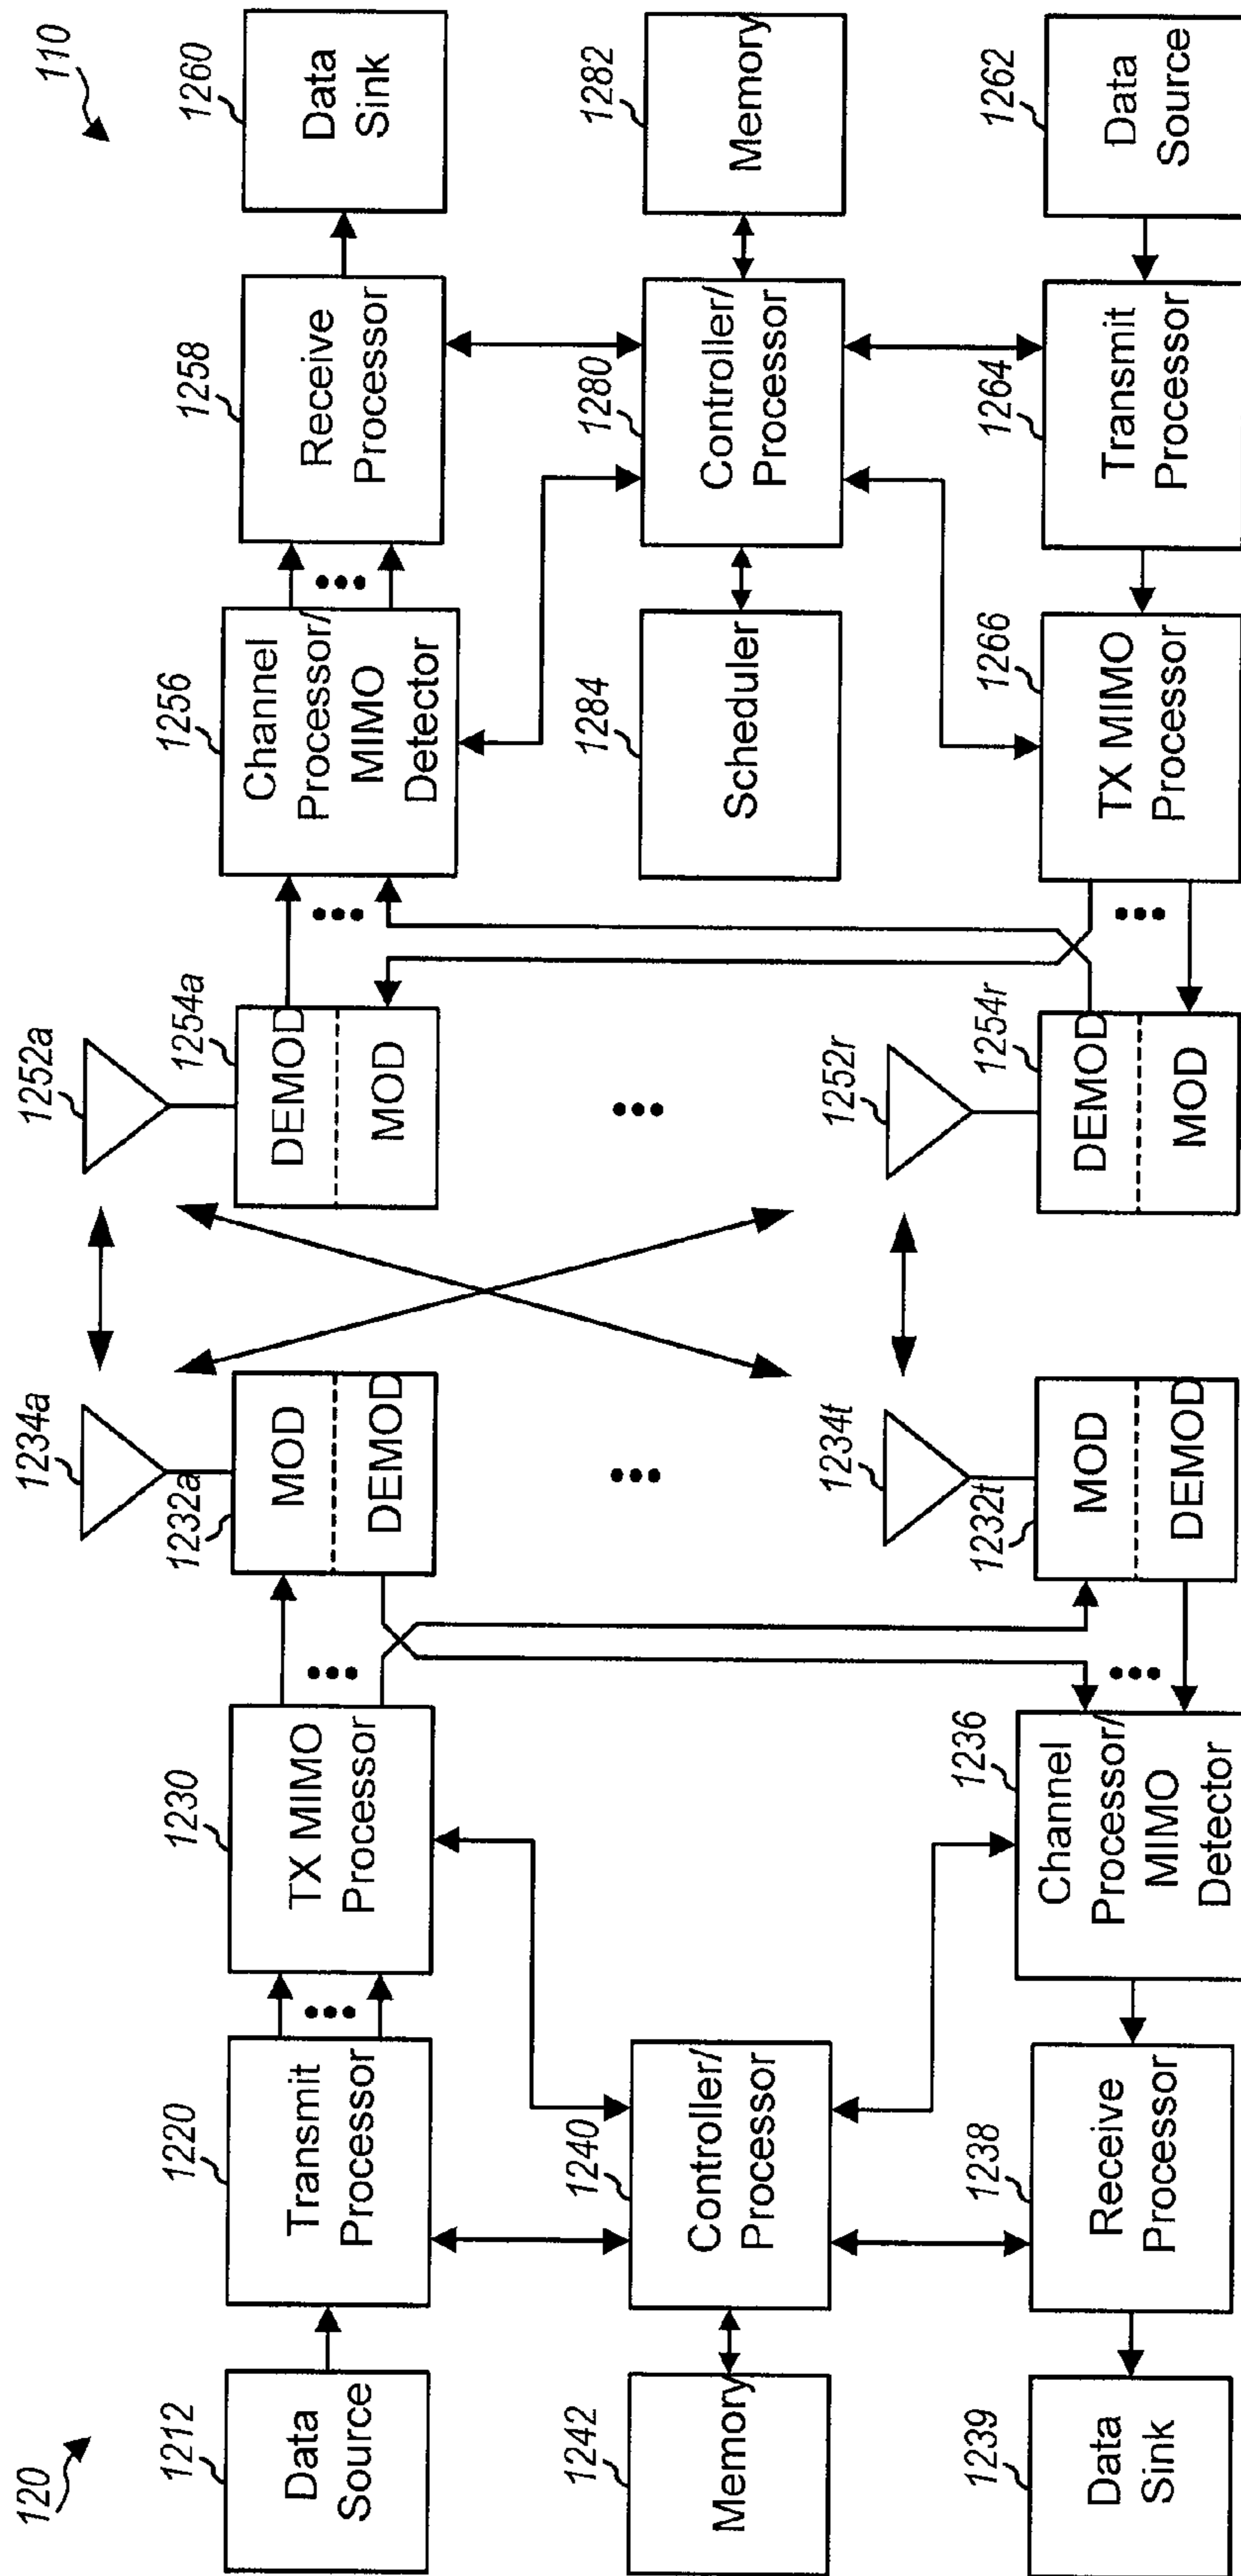 120
110
1212
Data
Source
1220
Transmit
Processor
1230
TX MIMO
Processor
1234a
1232a
MOD
DEMOD
1252a
1254a
DEMOD
MOD
1256
Channel
Processor/
MIMO
Detector
1258
Receive
Processor
1260
Data
Sink
1242
Memory
1240
Controller/
Processor
1284
Scheduler
1280
Controller/
Processor
1282
Memory
1239
Data
Sink
1238
Receive
Processor
1236
Channel
Processor/
MIMO
Detector
1234t
1232t
MOD
DEMOD
1252r
1254r
DEMOD
MOD
1266
TX MIMO
Processor
1264
Transmit
Processor
1262
Data
Source